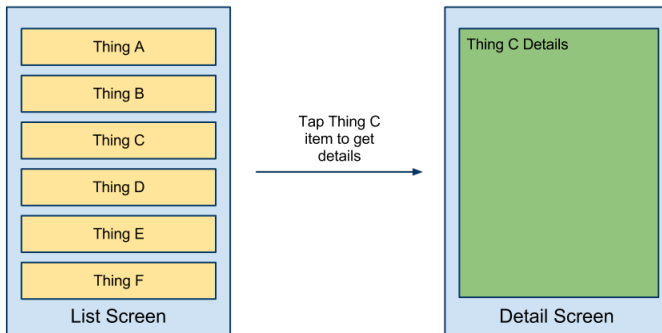 Thing A
Thing B
Thing C
Thing D
Thing E
Thing F
List Screen
Tap Thing C
item to get
details
Thing C Details
Detail Screen